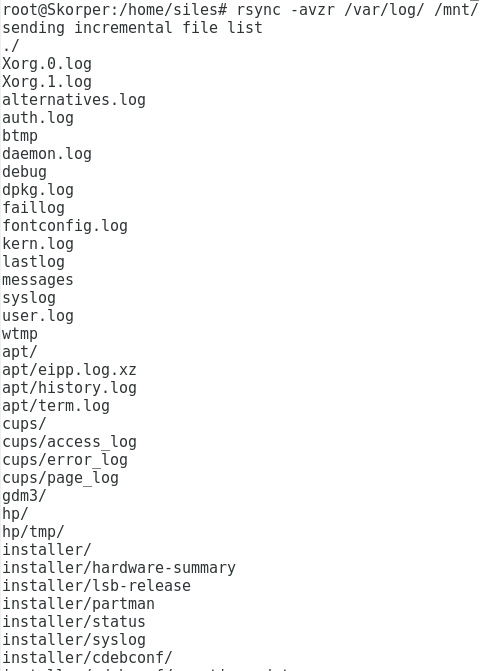 root@Skorper:/home/siles# rsync -avzr /var/log/ /mnt/
sending incremental file list
./
Xorg.0.log
Xorg.1.log
alternatives.log
auth.log
btmp
daemon.log
debug
dpkg.log
faillog
fontconfig.log
kern.log
lastlog
messages
syslog
user.log
wtmp
apt/
apt/eipp.log.xz
apt/history.log
apt/term.log
cups/
cups/access_log
cups/error_log
cups/page_log
gdm3/
hp/
hp/tmp/
installer/
installer/hardware-summary
installer/lsb-release
installer/partman
installer/status
installer/syslog
installer/cdebconf/